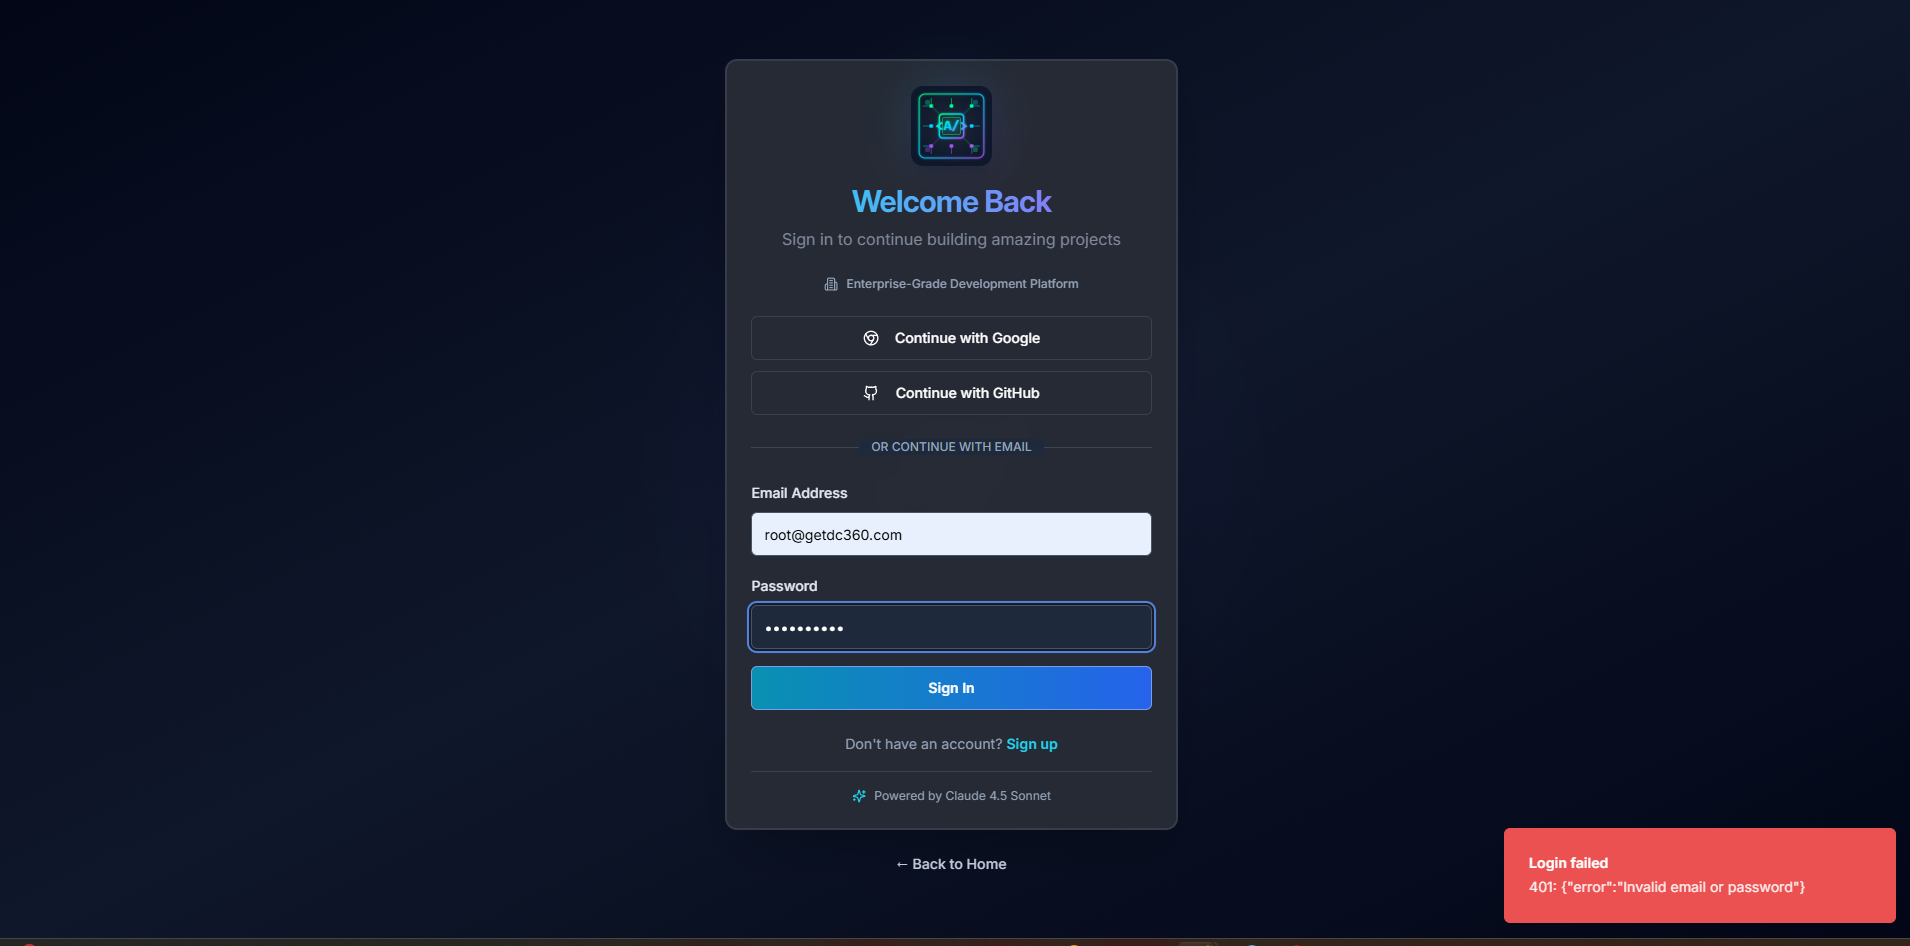 A/
Welcome Back
Sign in to continue building amazing projects
Enterprise-Grade Development Platform
Continue with Google
Continue with GitHub
OR CONTINUE WITH EMAIL
Email Address
root@getdc360.com
Password
••••••••••
Sign In
Don't have an account? Sign up
Powered by Claude 4.5 Sonnet
← Back to Home
Login failed
401: {"error":"Invalid email or password"}